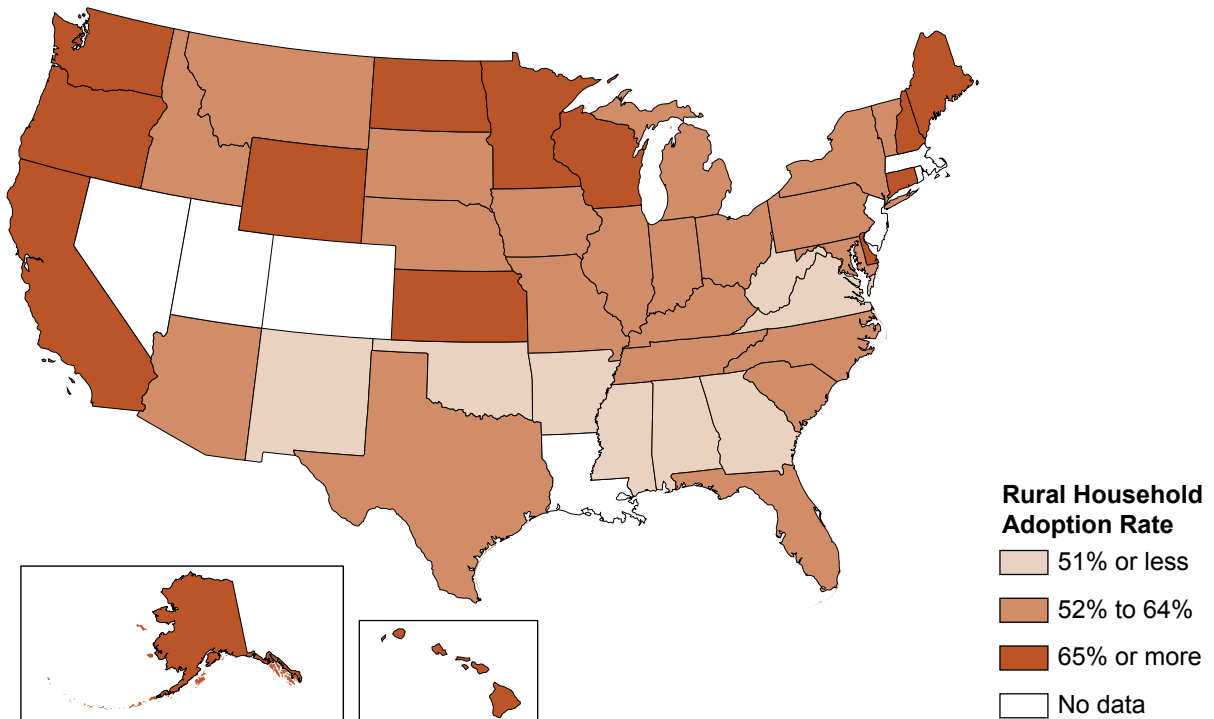 Rural Household
Adoption Rate
51% or less
52% to 64%
65% or more
No data